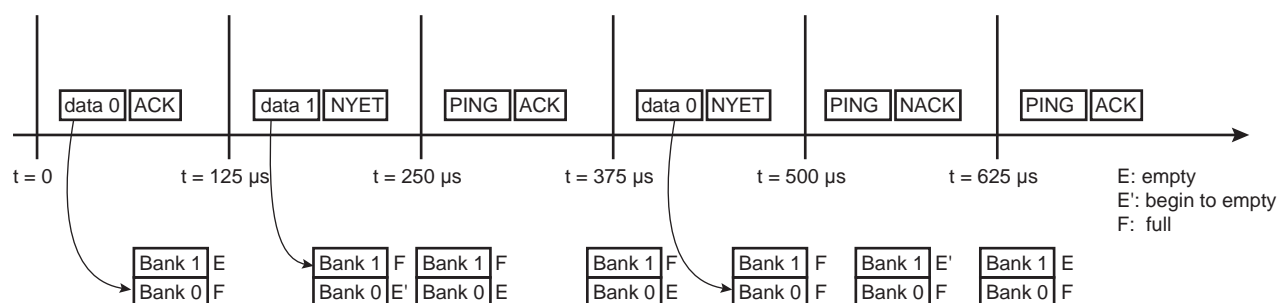 data 0 ACK data 1 NYET PING ACK data 0 NYET PING NACK PING ACK
t = 0 t = 125 µs t = 250 µs t = 375 µs t = 500 µs t = 625 µs
E: empty
E': begin to empty
F: full
Bank 1 E Bank 1 F Bank 1 F Bank 1 F Bank 1 F Bank 1 E' Bank 1 E
Bank 0 F Bank 0 E' Bank 0 E Bank 0 E Bank 0 F Bank 0 F Bank 0 F